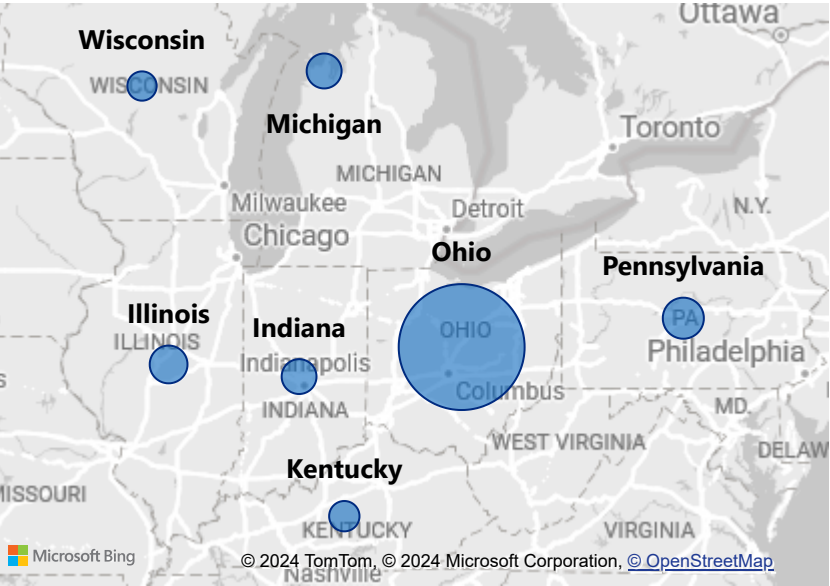 Ottawa
Wisconsin
WISCONSIN
Michigan
Toronto
MICHIGAN
Milwaukee
Detroit
N.Y.
Chicago
Ohio
Pennsylvania
Illinois
Indiana
OHIO
PA
ILLINOIS
Indianapolis
Philadelphia
S
Columbus
INDIANA
MD.
WEST VIRGINIA
DELAW
Kentucky
MISSOURI
KENTUCKY
VIRGINIA
Microsoft Bing
© 2024 TomTom, © 2024 Microsoft Corporation, © OpenStreetMap
Nashville